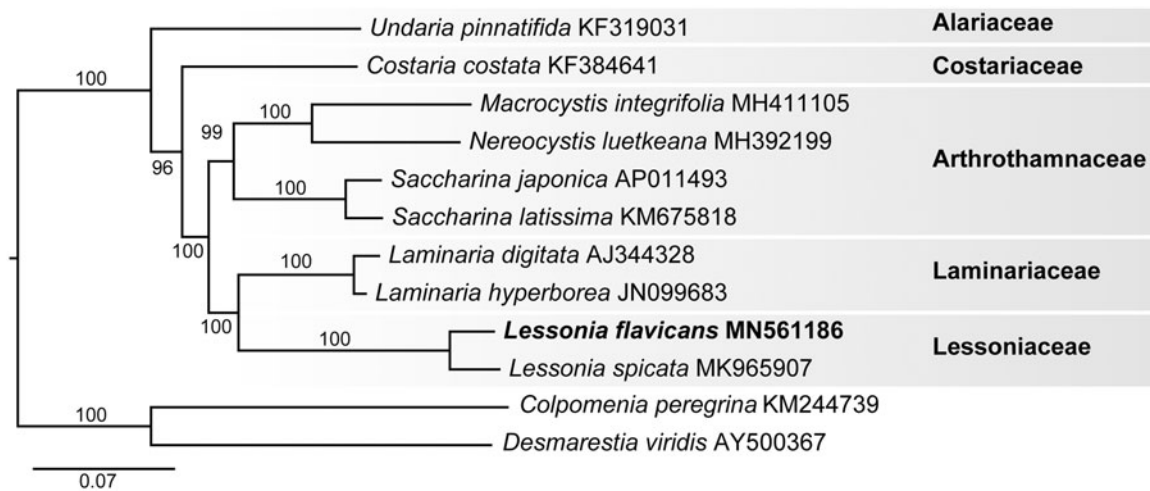 Undaria pinnatifida KF319031 Alariaceae
100
Costaria costata KF384641 Costariaceae
Macrocystis integrifolia MH411105
100
99
Nereocystis luetkeana MH392199
Arthrothamnaceae
96
Saccharina japonica AP011493
100
Saccharina latissima KM675818
100
Laminaria digitata AJ344328
100
Laminariaceae
Laminaria hyperborea JN099683
100
Lessonia flavicans MN561186
100
Lessoniaceae
Lessonia spicata MK965907
Colpomenia peregrina KM244739
100
Desmarestia viridis AY500367
0.07